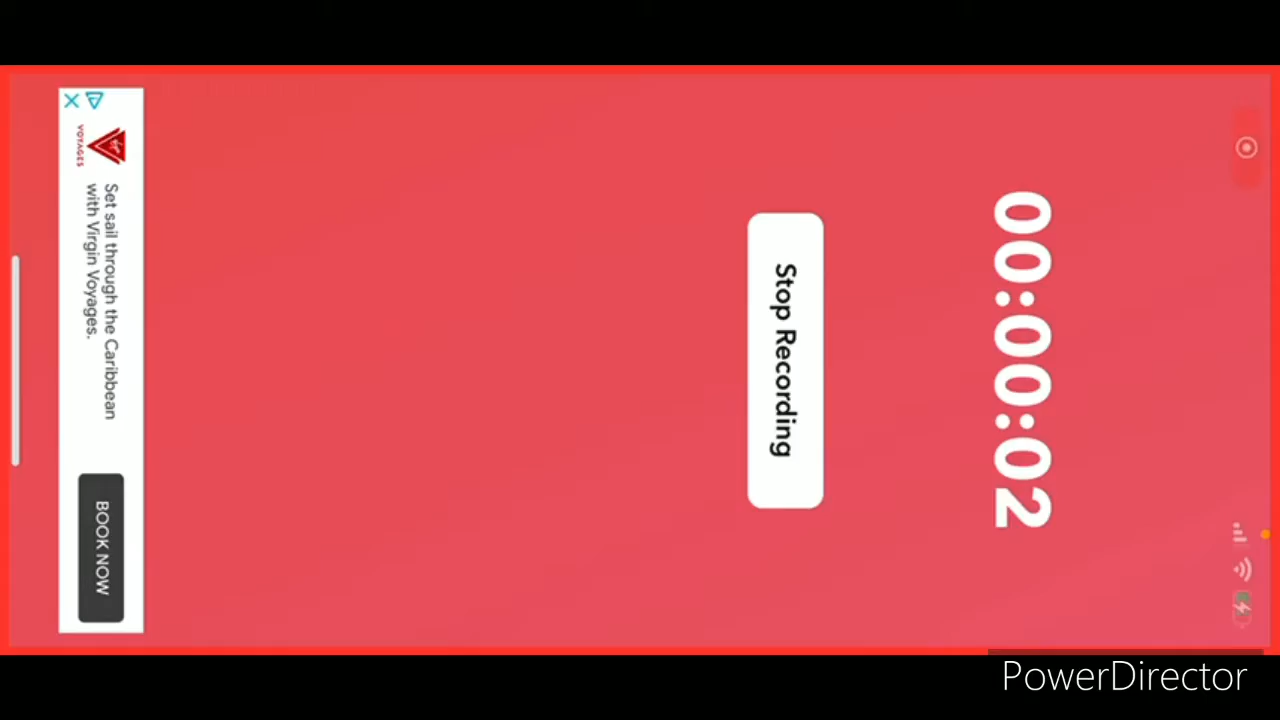 00:00:02
Stop Recording
VOYAGES
Set sail through the Caribbean
with Virgin Voyages.
BOOK NOW
PowerDirector